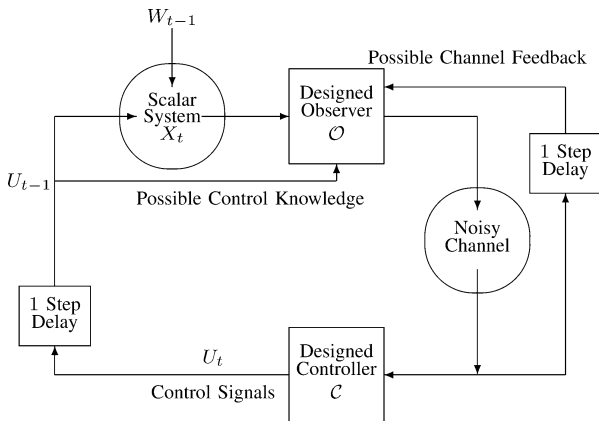 W_{t-1}
Possible Channel Feedback
Scalar
System
X_t
Designed
Observer
𝒪
1 Step
Delay
U_{t-1}
Possible Control Knowledge
Noisy
Channel
1 Step
Delay
U_t
Control Signals
Designed
Controller
𝒞